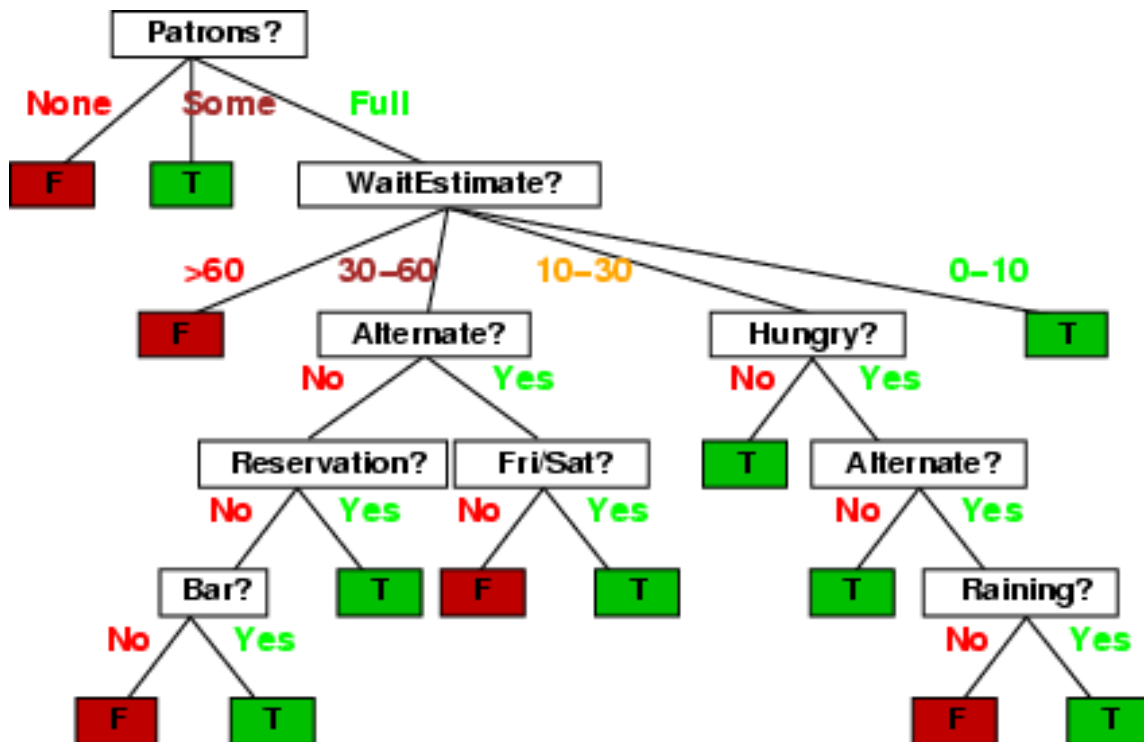 Patrons?
None Some Full
F T WaitEstimate?
>60 30–60 10–30 0–10
F Alternate? Hungry? T
No Yes No Yes
Reservation? Fri/Sat? T Alternate?
No Yes No Yes No Yes
Bar? T F T T Raining?
No Yes No Yes
F T F T